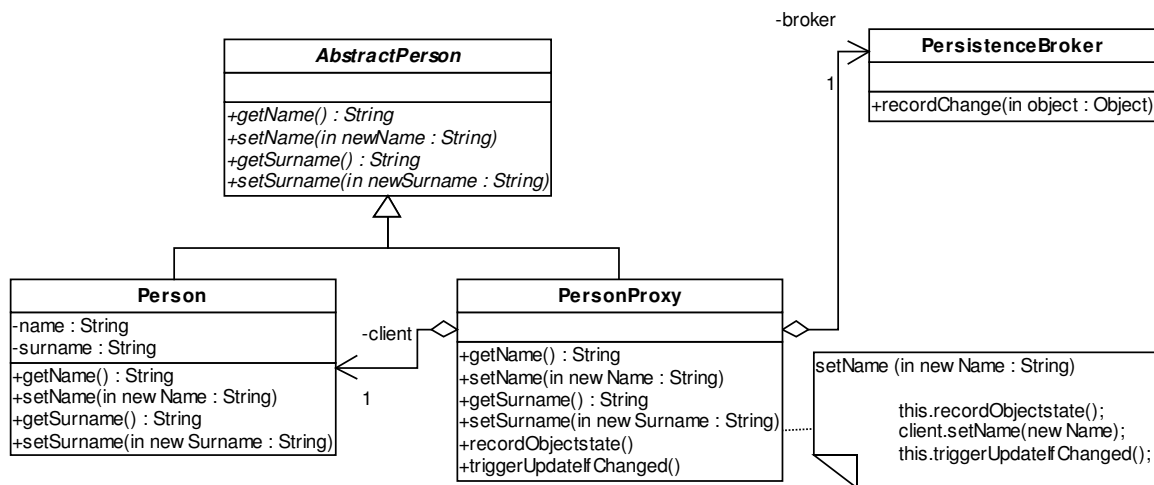 -broker
AbstractPerson
+getName() : String
+setName(in newName : String)
+getSurname() : String
+setSurname(in newSurname : String)
PersistenceBroker
+recordChange(in object : Object)
1
Person
-name : String
-surname : String
+getName() : String
+setName(in new Name : String)
+getSurname() : String
+setSurname(in new Surname : String)
-client
1
PersonProxy
+getName() : String
+setName(in new Name : String)
+getSurname() : String
+setSurname(in new Surname : String)
+recordObjectstate()
+triggerUpdateIfChanged()
setName (in new Name : String)
this.recordObjectstate();
client.setName(new Name);
this.triggerUpdateIfChanged();